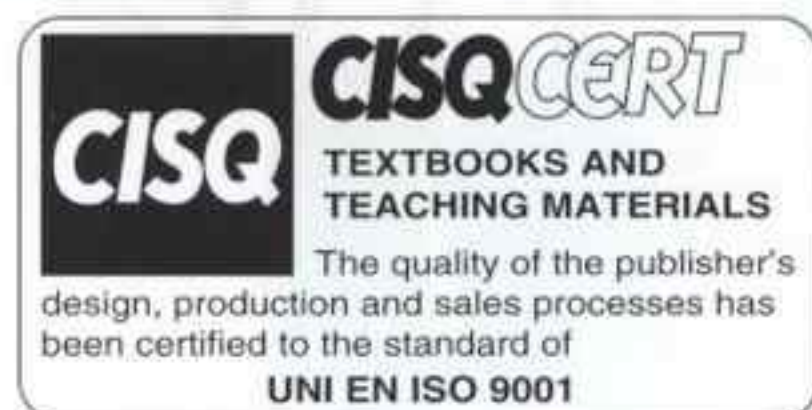 CISQ
CISQCERT
TEXTBOOKS AND
TEACHING MATERIALS
The quality of the publisher's
design, production and sales processes has
been certified to the standard of
UNI EN ISO 9001